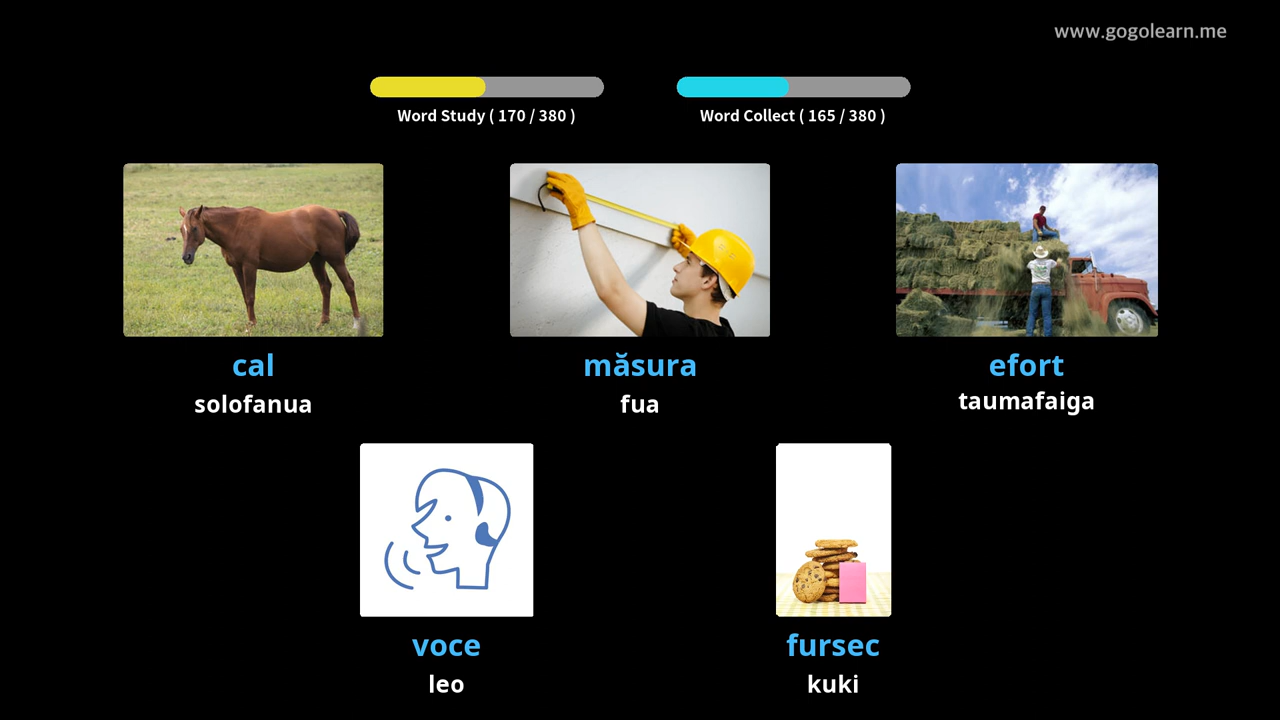 www.gogolearn.me
Word Study ( 170 / 380 )
Word Collect ( 165 / 380 )
cal
solofanua
măsura
fua
efort
taumafaiga
voce
leo
fursec
kuki